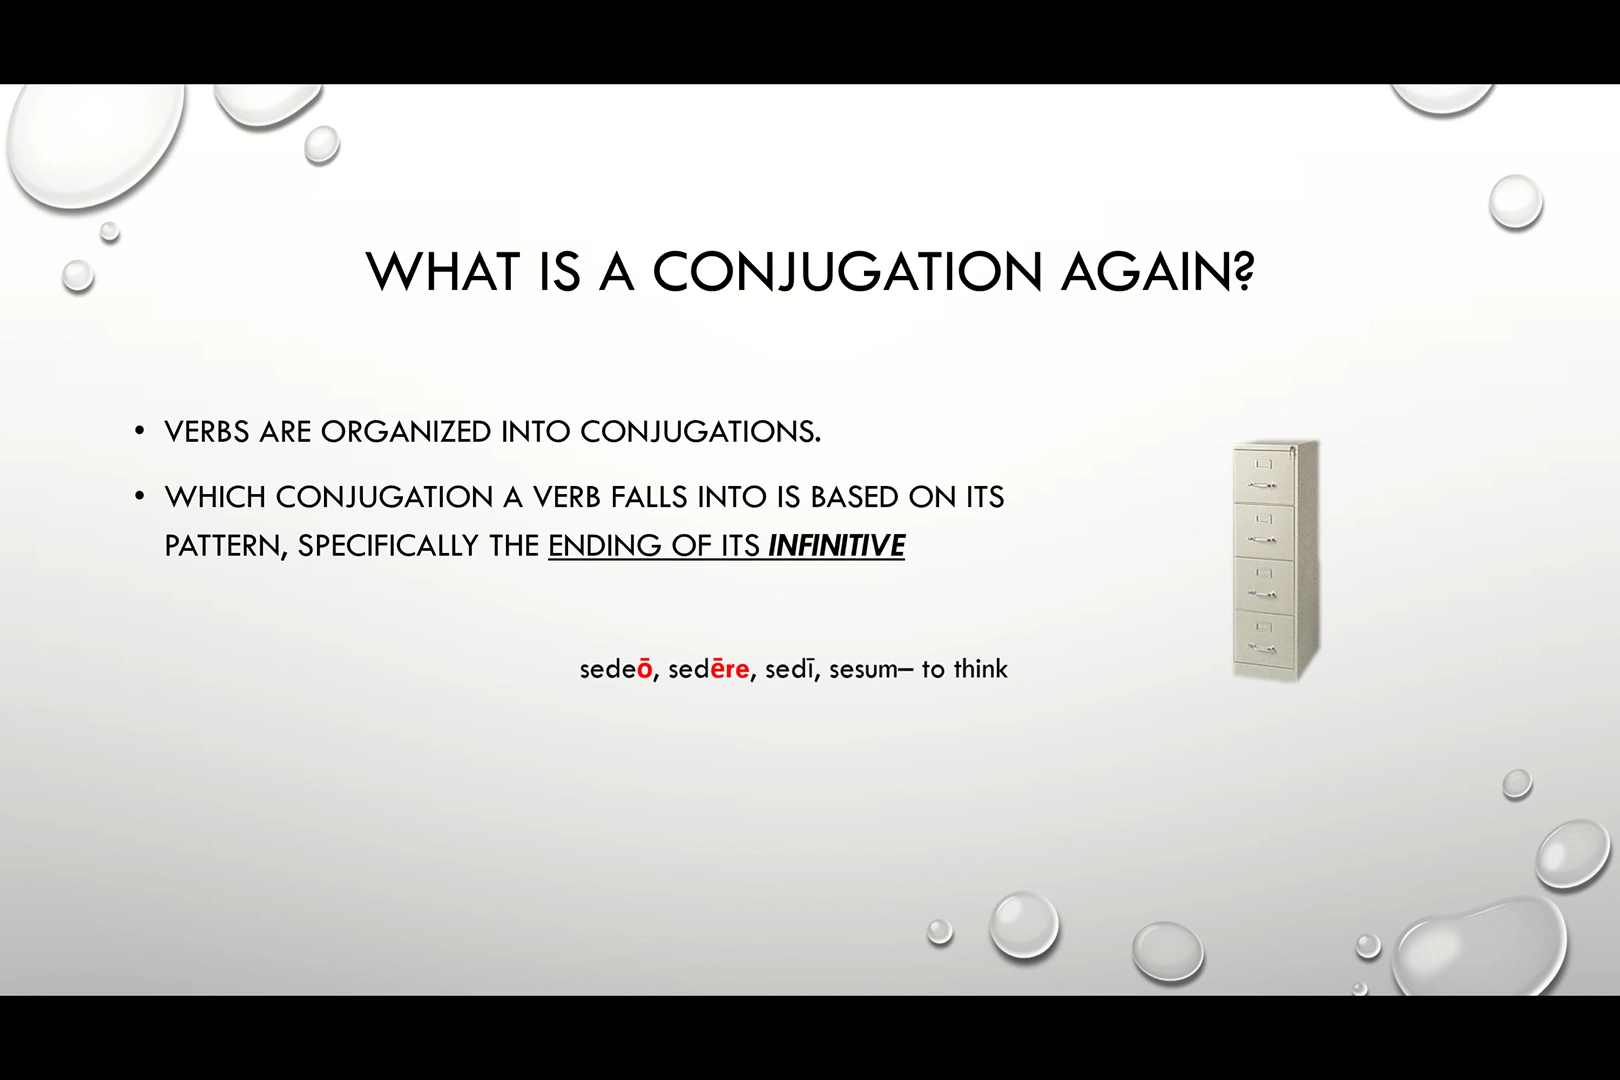 WHAT IS A CONJUGATION AGAIN?
• VERBS ARE ORGANIZED INTO CONJUGATIONS.
• WHICH CONJUGATION A VERB FALLS INTO IS BASED ON ITS
PATTERN, SPECIFICALLY THE ENDING OF ITS INFINITIVE
sedeō, sedēre, sedī, sesum– to think